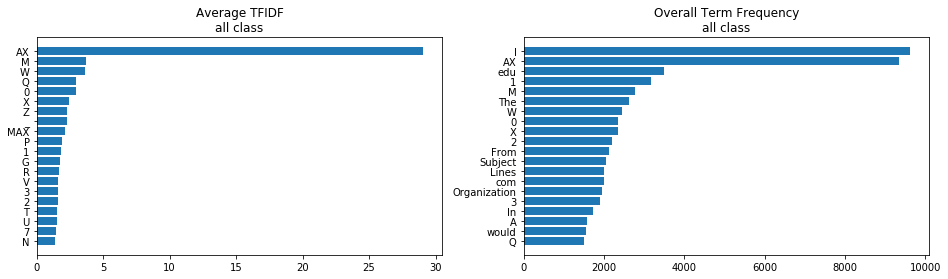 Average TFIDF
all class
AX
M
W
Q
0
X
Z
_
MAX
P
1
G
R
V
3
2
T
U
7
N
0
5
10
15
20
25
30
Overall Term Frequency
all class
I
AX
edu
1
M
The
W
0
X
2
From
Subject
Lines
com
Organization
3
In
A
would
Q
0
2000
4000
6000
8000
10000